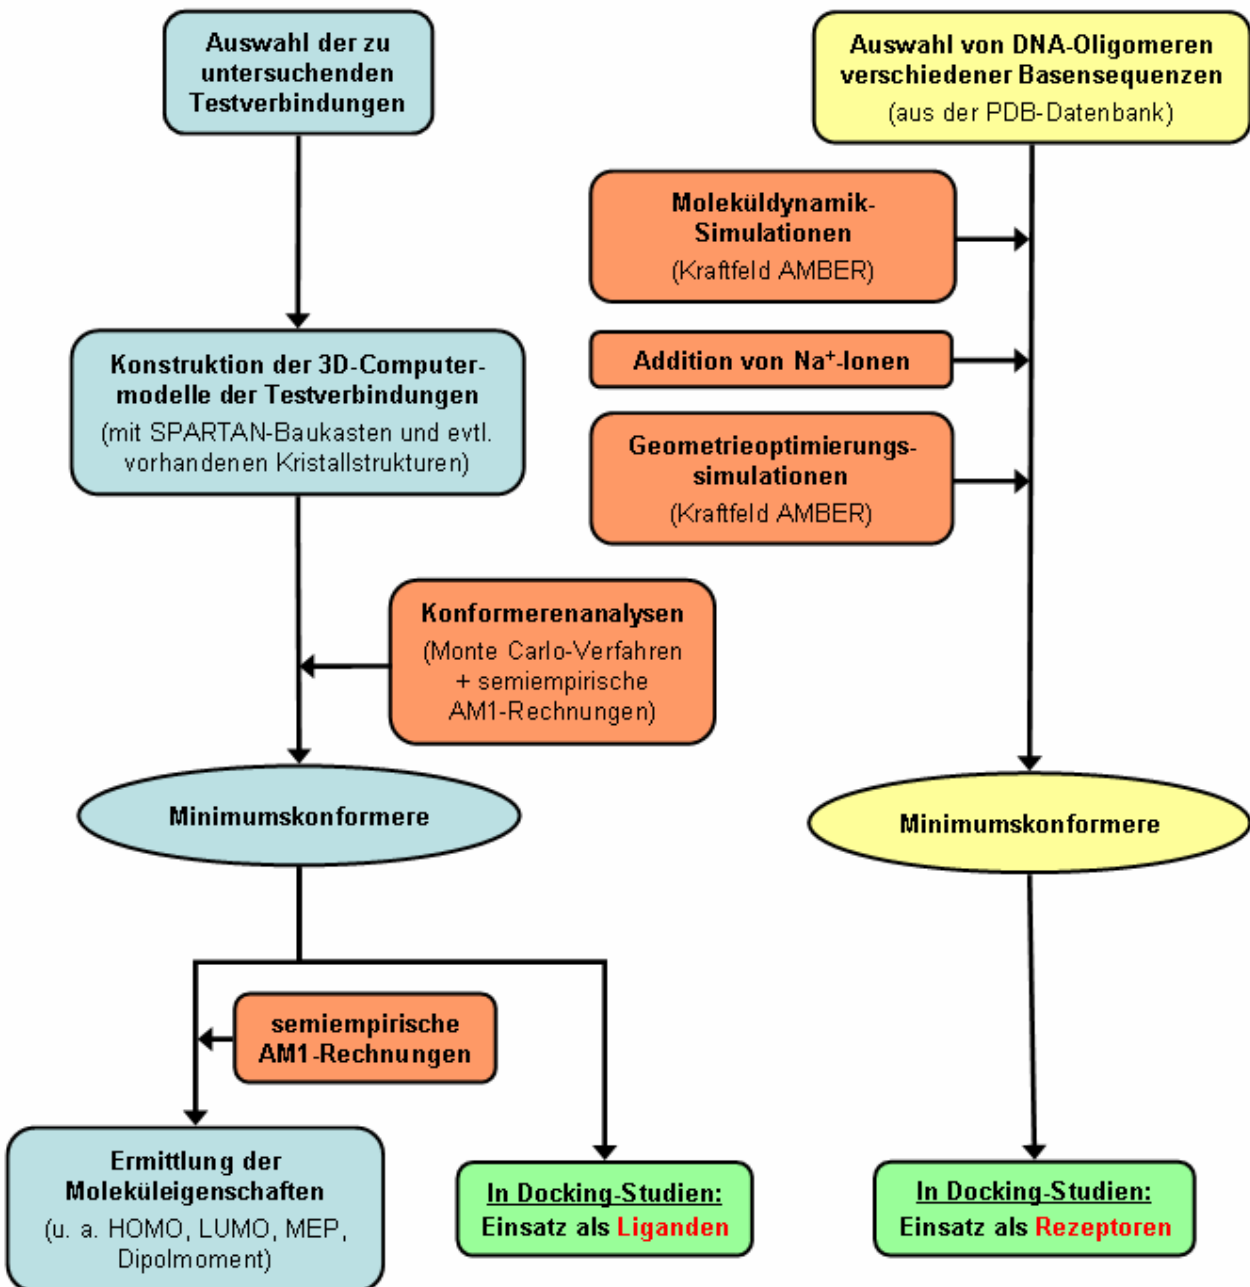 Auswahl der zu
untersuchenden
Testverbindungen
Auswahl von DNA-Oligomeren
verschiedener Basensequenzen
(aus der PDB-Datenbank)
Moleküldynamik-
Simulationen
(Kraftfeld AMBER)
Konstruktion der 3D-Computer-
modelle der Testverbindungen
(mit SPARTAN-Baukasten und evtl.
vorhandenen Kristallstrukturen)
Addition von Na⁺-Ionen
Geometrieoptimierungs-
simulationen
(Kraftfeld AMBER)
Konformerenanalysen
(Monte Carlo-Verfahren
+ semiempirische
AM1-Rechnungen)
Minimumskonformere
Minimumskonformere
semiempirische
AM1-Rechnungen
Ermittlung der
Moleküleigenschaften
(u. a. HOMO, LUMO, MEP,
Dipolmoment)
In Docking-Studien:
Einsatz als Liganden
In Docking-Studien:
Einsatz als Rezeptoren